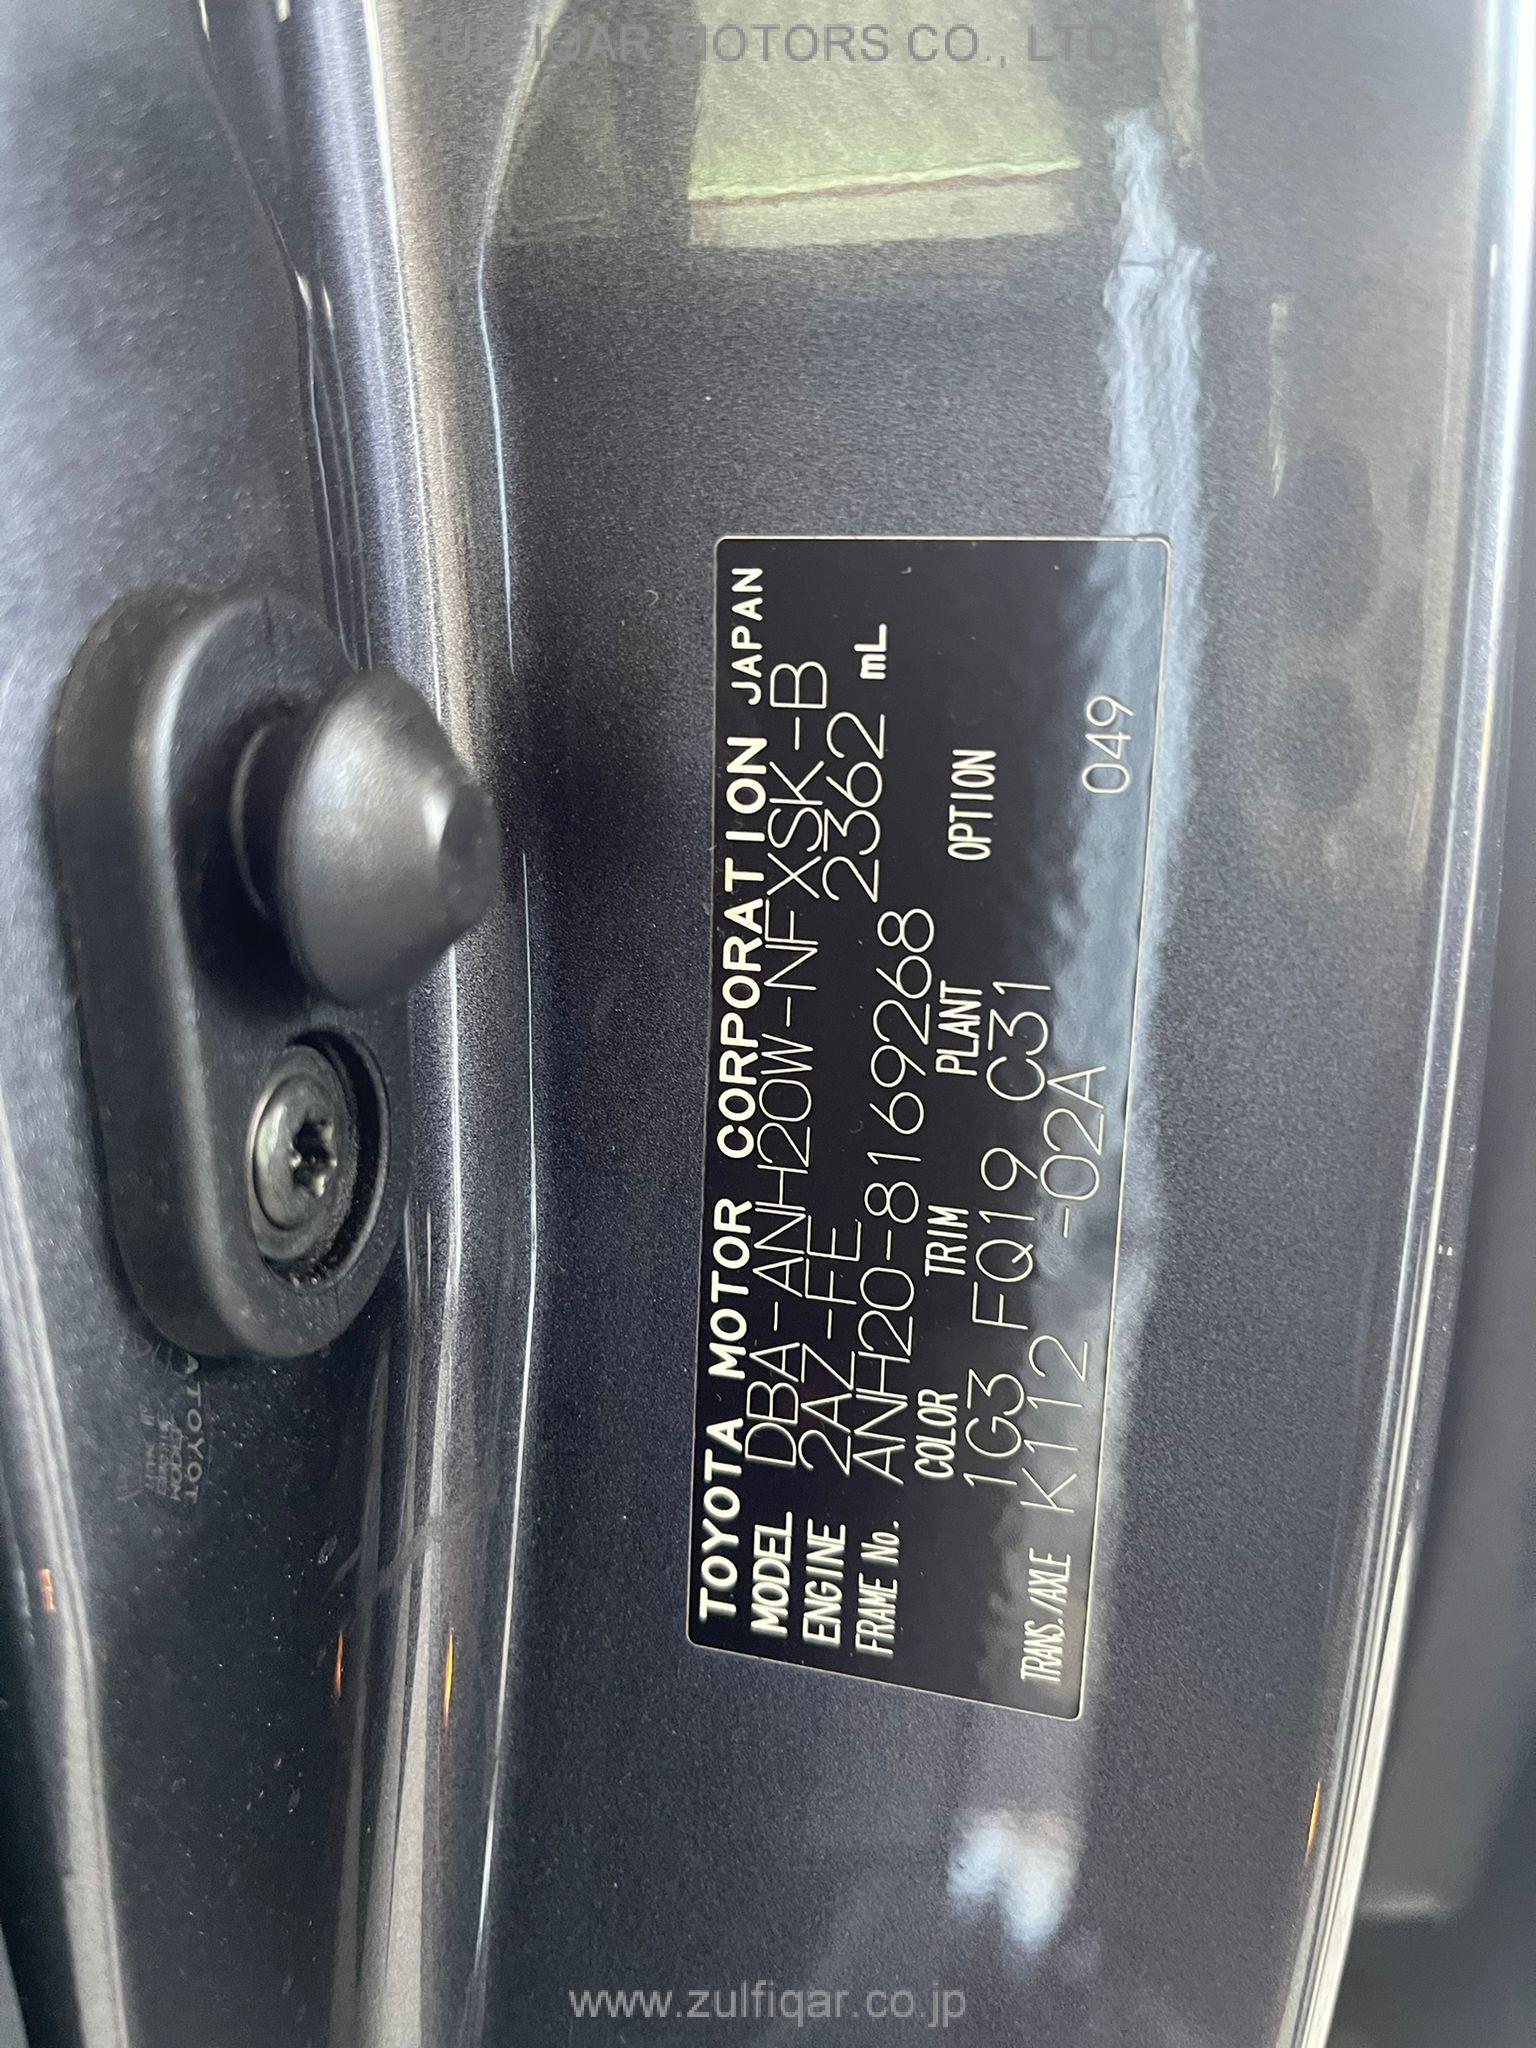 ZULFIQAR MOTORS CO., LTD
TOYOTA MOTOR CORPORATION JAPAN
MODEL DBA-ANH20W-NFXSK-B
ENGINE 2AZ-FE 2362 mL
FRAME No. ANH20-8169268
COLOR TRIM PLANT OPTION
1G3 FQ19 C31
TRANS./AXLE K112 -02A 049
www.zulfiqar.co.jp